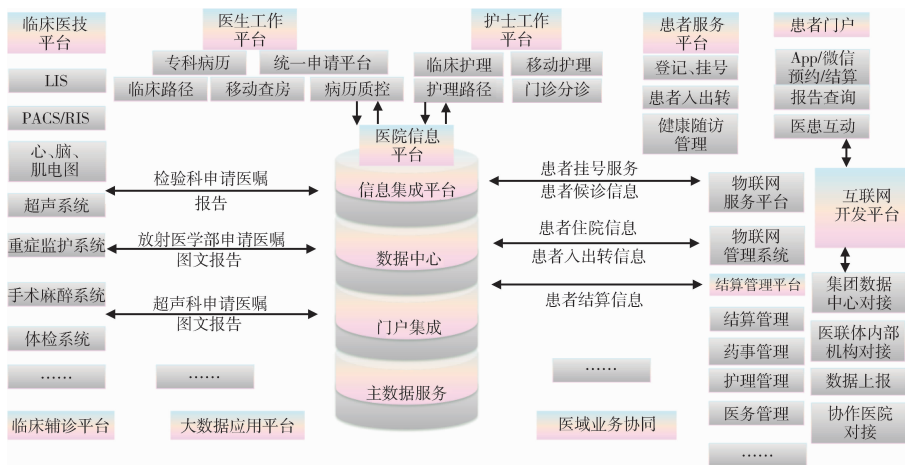 临床医技
平台
LIS
PACS/RIS
心、脑、
肌电图
超声系统
重症监护系统
手术麻醉系统
体检系统
……
临床辅诊平台
医生工作
平台
专科病历
统一申请平台
临床路径
移动查房
病历质控
护士工作
平台
临床护理
移动护理
护理路径
门诊分诊
患者服务
平台
登记、挂号
患者入出转
健康随访
管理
患者门户
App/微信
预约/结算
报告查询
医患互动
医院信息
平台
信息集成平台
数据中心
门户集成
主数据服务
检验科申请医嘱
报告
放射医学部申请医嘱
图文报告
超声科申请医嘱
图文报告
……
大数据应用平台
患者挂号服务
患者候诊信息
患者住院信息
患者入出转信息
患者结算信息
……
医域业务协同
物联网
服务平台
物联网
管理系统
结算管理平台
结算管理
药事管理
护理管理
医务管理
……
互联网
开发平台
集团数据
中心对接
医联体内部
机构对接
数据上报
协作医院
对接